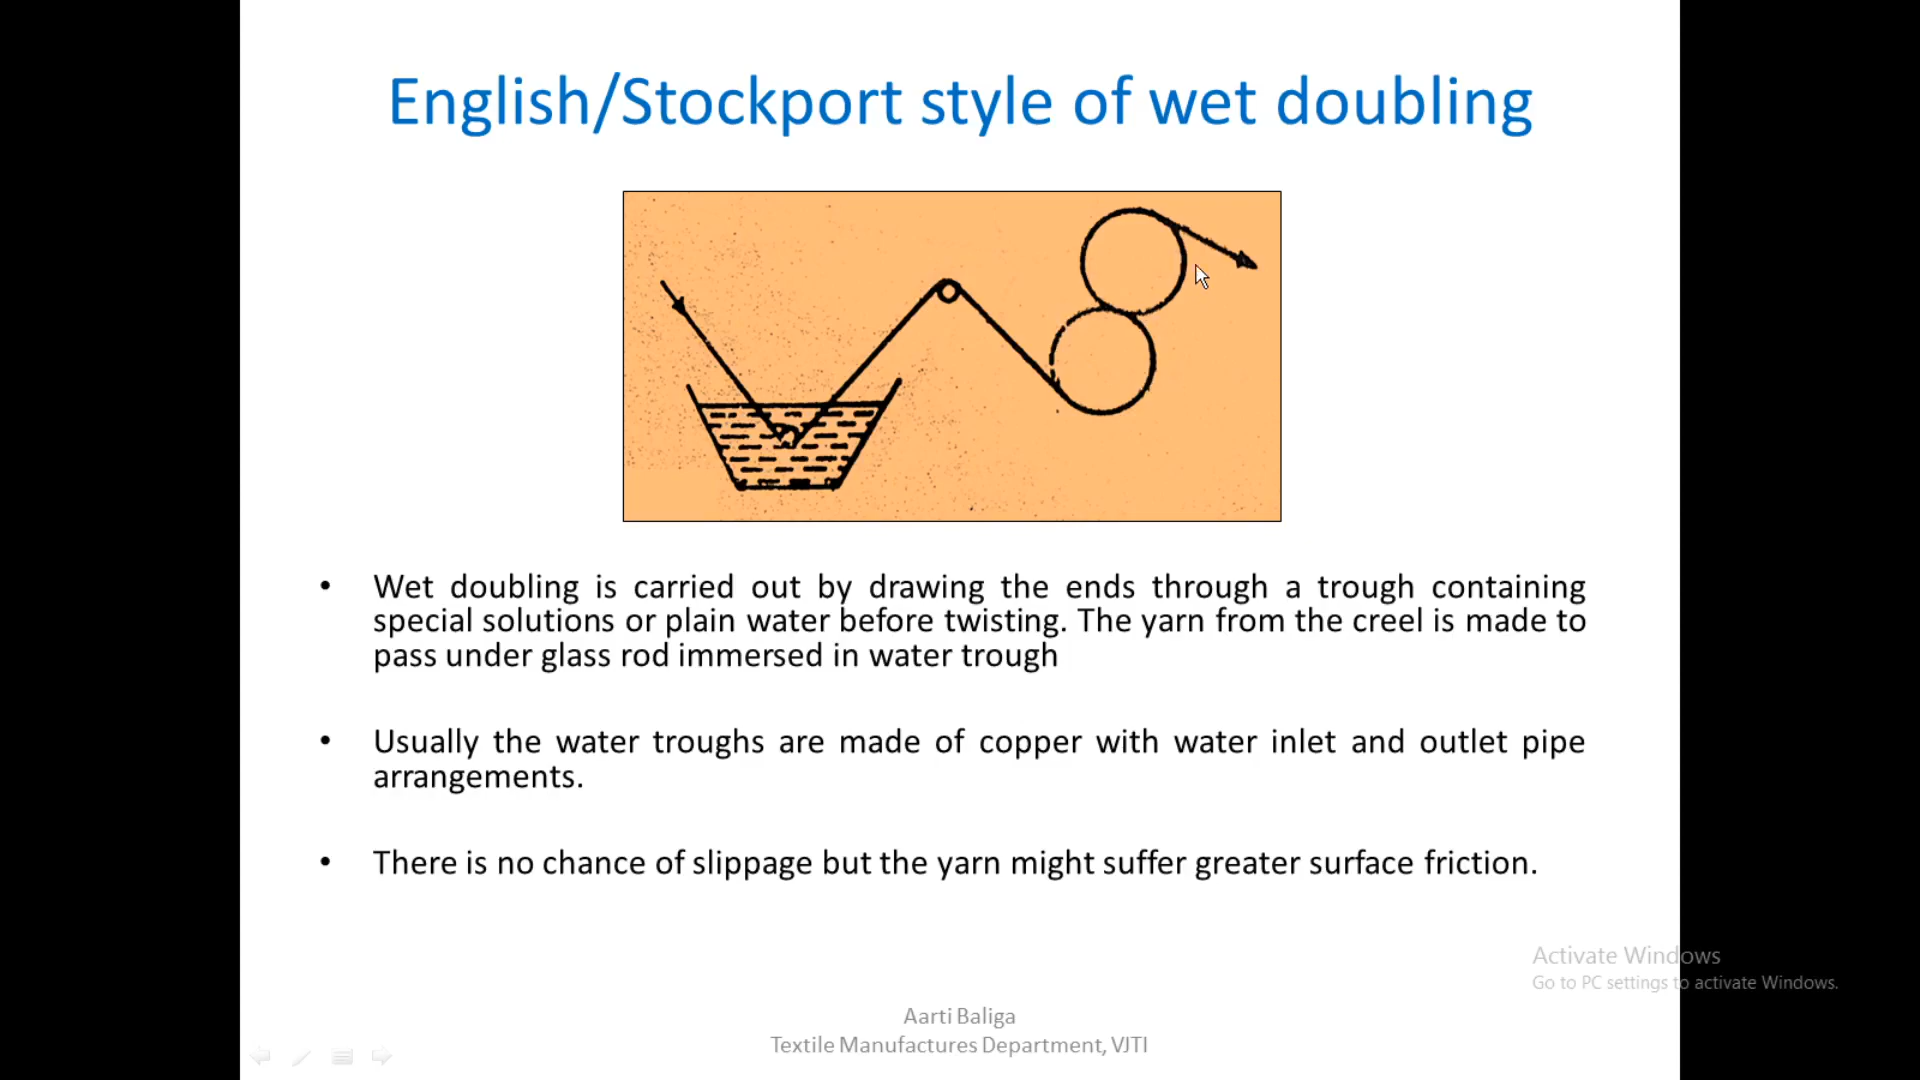 English/Stockport style of wet doubling
• Wet doubling is carried out by drawing the ends through a trough containing
special solutions or plain water before twisting. The yarn from the creel is made to
pass under glass rod immersed in water trough
• Usually the water troughs are made of copper with water inlet and outlet pipe
arrangements.
• There is no chance of slippage but the yarn might suffer greater surface friction.
Activate Windows
Go to PC settings to activate Windows.
Aarti Baliga
Textile Manufactures Department, VJTI